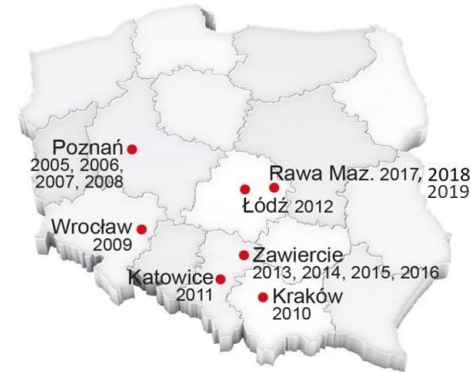 Poznań
2005, 2006,
2007, 2008
Rawa Maz. 2017, 2018
2019
Łódź 2012
Wrocław
2009
Zawiercie
2013, 2014, 2015, 2016
Katowice
2011
Kraków
2010